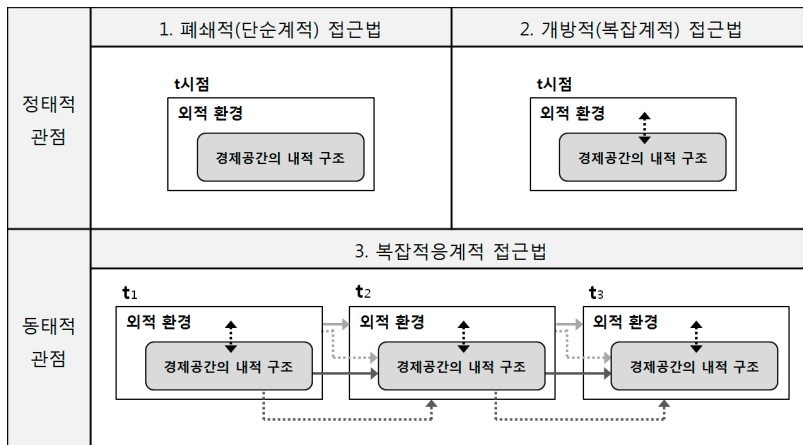 1. 폐쇄적(단순계적) 접근법
2. 개방적(복잡계적) 접근법
정태적
관점
t시점
외적 환경
경제공간의 내적 구조
t시점
외적 환경
경제공간의 내적 구조
동태적
관점
3. 복잡적응계적 접근법
t1
외적 환경
경제공간의 내적 구조
t2
외적 환경
경제공간의 내적 구조
t3
외적 환경
경제공간의 내적 구조